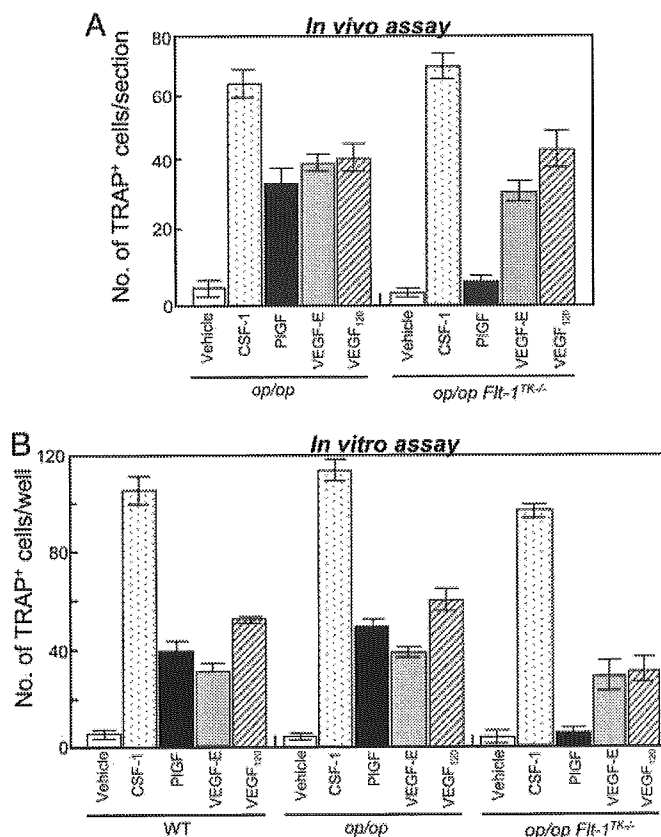 A
In vivo assay
No. of TRAP⁺ cells/section
80
60
40
20
0
Vehicle
CSF-1
PlGF
VEGF-E
VEGF₁₂₀
Vehicle
CSF-1
PlGF
VEGF-E
VEGF₁₂₀
op/op
op/op Flt-1ᵀᴷ⁻/⁻
B
In vitro assay
No. of TRAP⁺ cells/well
120
80
40
0
Vehicle
CSF-1
PlGF
VEGF-E
VEGF₁₂₀
Vehicle
CSF-1
PlGF
VEGF-E
VEGF₁₂₀
Vehicle
CSF-1
PlGF
VEGF-E
VEGF₁₂₀
WT
op/op
op/op Flt-1ᵀᴷ⁻/⁻